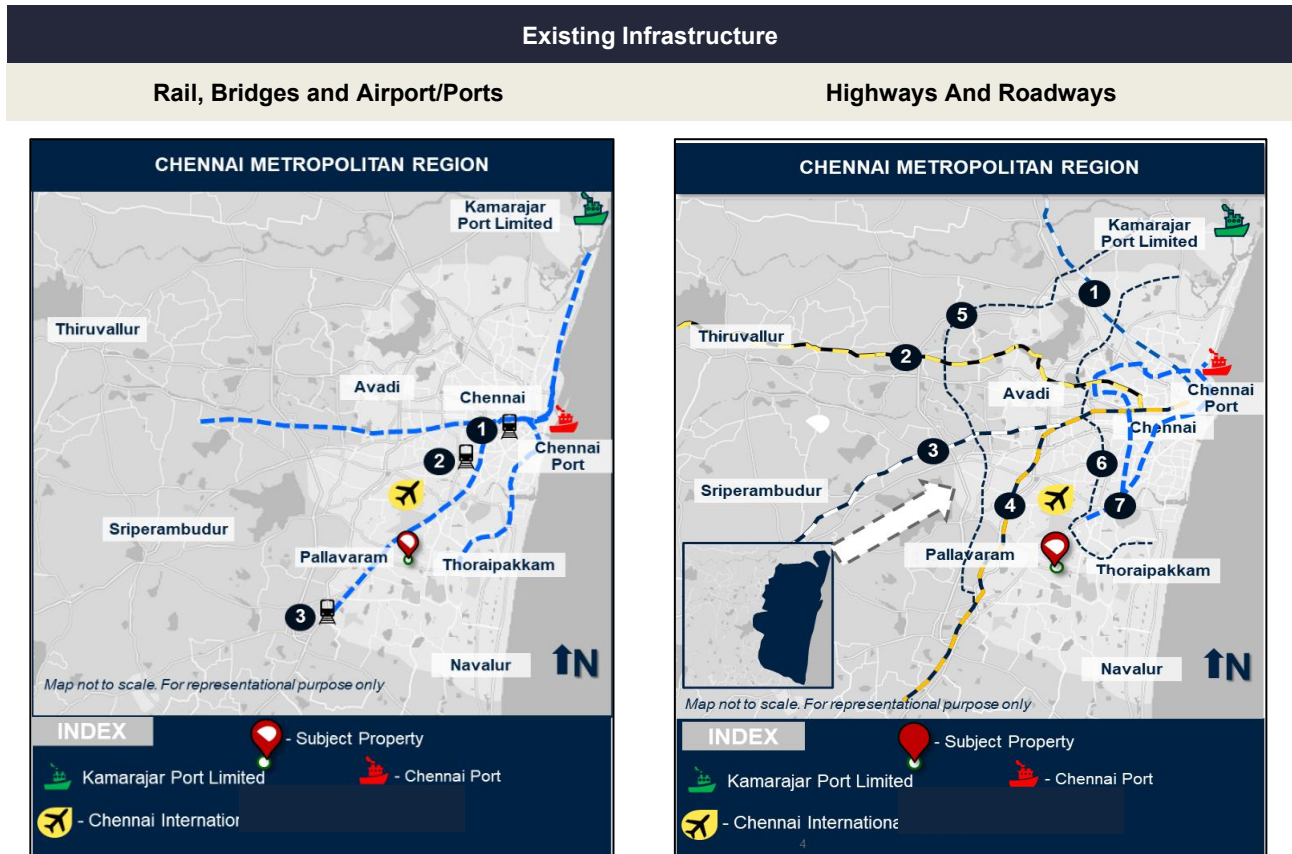 Existing Infrastructure
Rail, Bridges and Airport/Ports
Highways And Roadways
CHENNAI METROPOLITAN REGION
Kamarajar
Port Limited
Thiruvallur
Avadi
Chennai
1
2
Chennai
Port
Sriperambudur
Pallavaram
Thoraipakkam
3
Navalur
N
Map not to scale. For representational purpose only
INDEX
- Subject Property
Kamarajar Port Limited
- Chennai Port
- Chennai Internation
CHENNAI METROPOLITAN REGION
Kamarajar
Port Limited
1
5
Thiruvallur
2
Avadi
Chennai
Port
Chennai
3
6
Sriperambudur
4
7
Pallavaram
Thoraipakkam
Navalur
N
Map not to scale. For representational purpose only
INDEX
- Subject Property
Kamarajar Port Limited
- Chennai Port
- Chennai Internationa
4